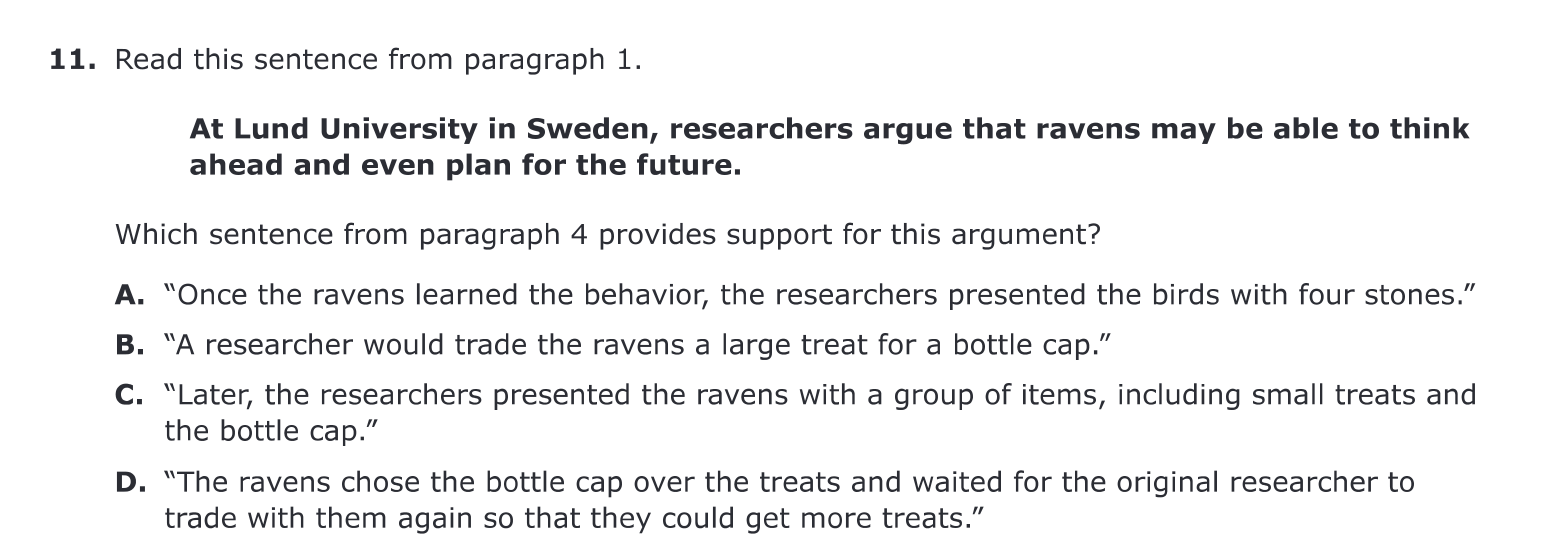 11. Read this sentence from paragraph 1.
At Lund University in Sweden, researchers argue that ravens may be able to think
ahead and even plan for the future.
Which sentence from paragraph 4 provides support for this argument?
A. “Once the ravens learned the behavior, the researchers presented the birds with four stones.”
B. “A researcher would trade the ravens a large treat for a bottle cap.”
C. “Later, the researchers presented the ravens with a group of items, including small treats and
the bottle cap.”
D. “The ravens chose the bottle cap over the treats and waited for the original researcher to
trade with them again so that they could get more treats.”